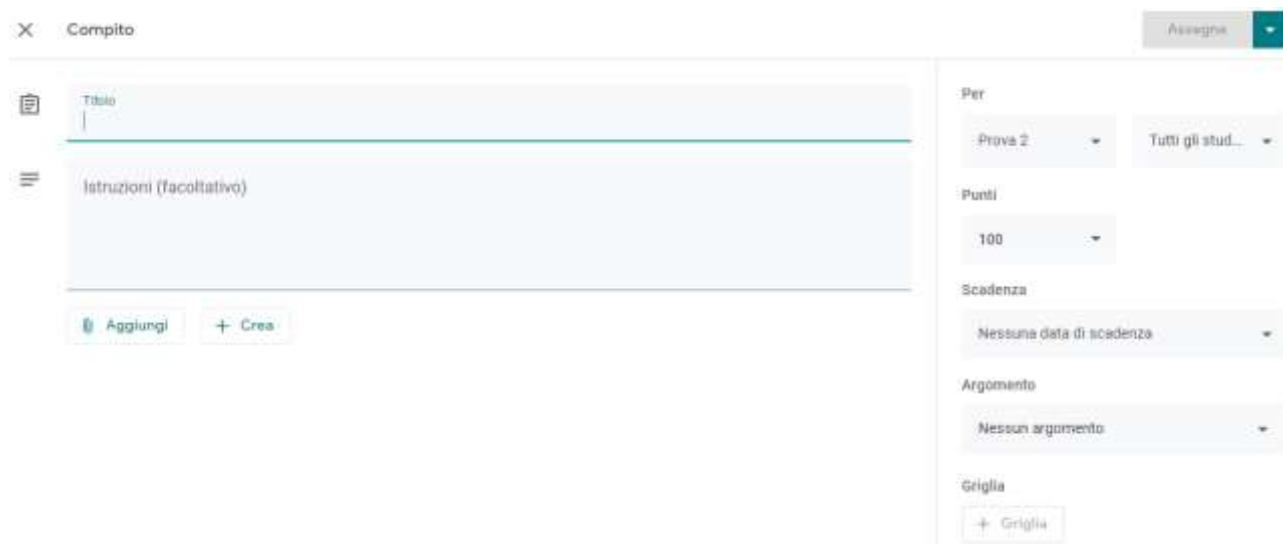 Compito
Assegna
Titolo
Istruzioni (facoltativo)
Aggiungi
+ Crea
Per
Prova 2
Tutti gli stud...
Punti
100
Scadenza
Nessuna data di scadenza
Argomento
Nessun argomento
Griglia
+ Griglia